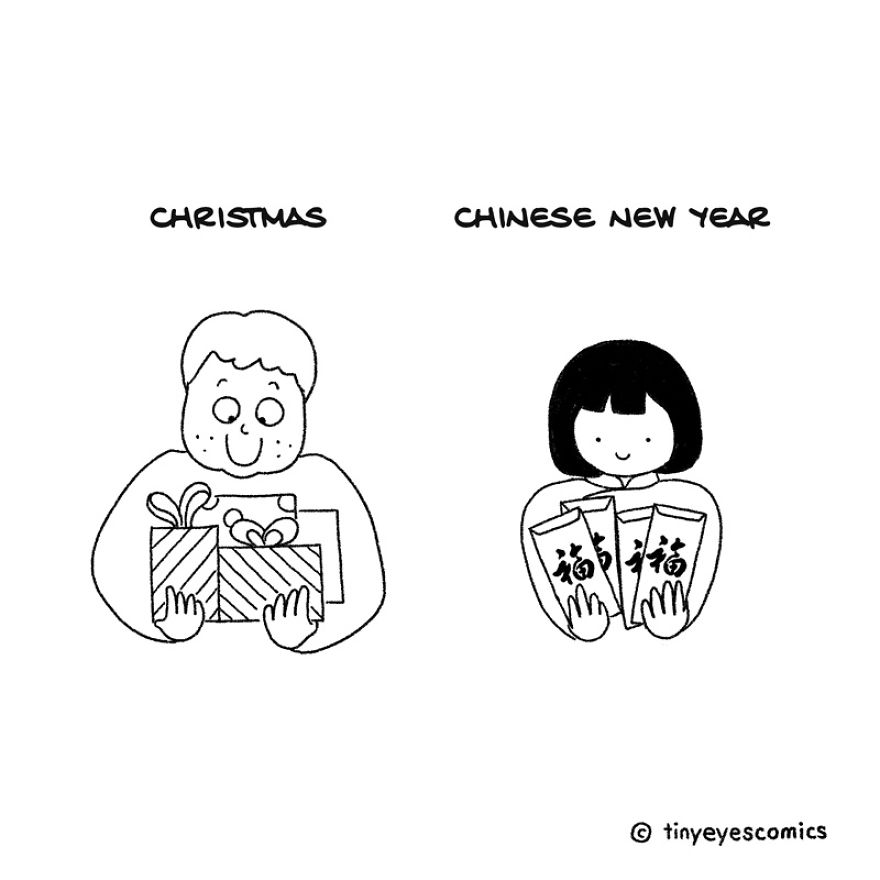 CHRISTMAS
CHINESE NEW YEAR
福
福
福
© tinyeyescomics